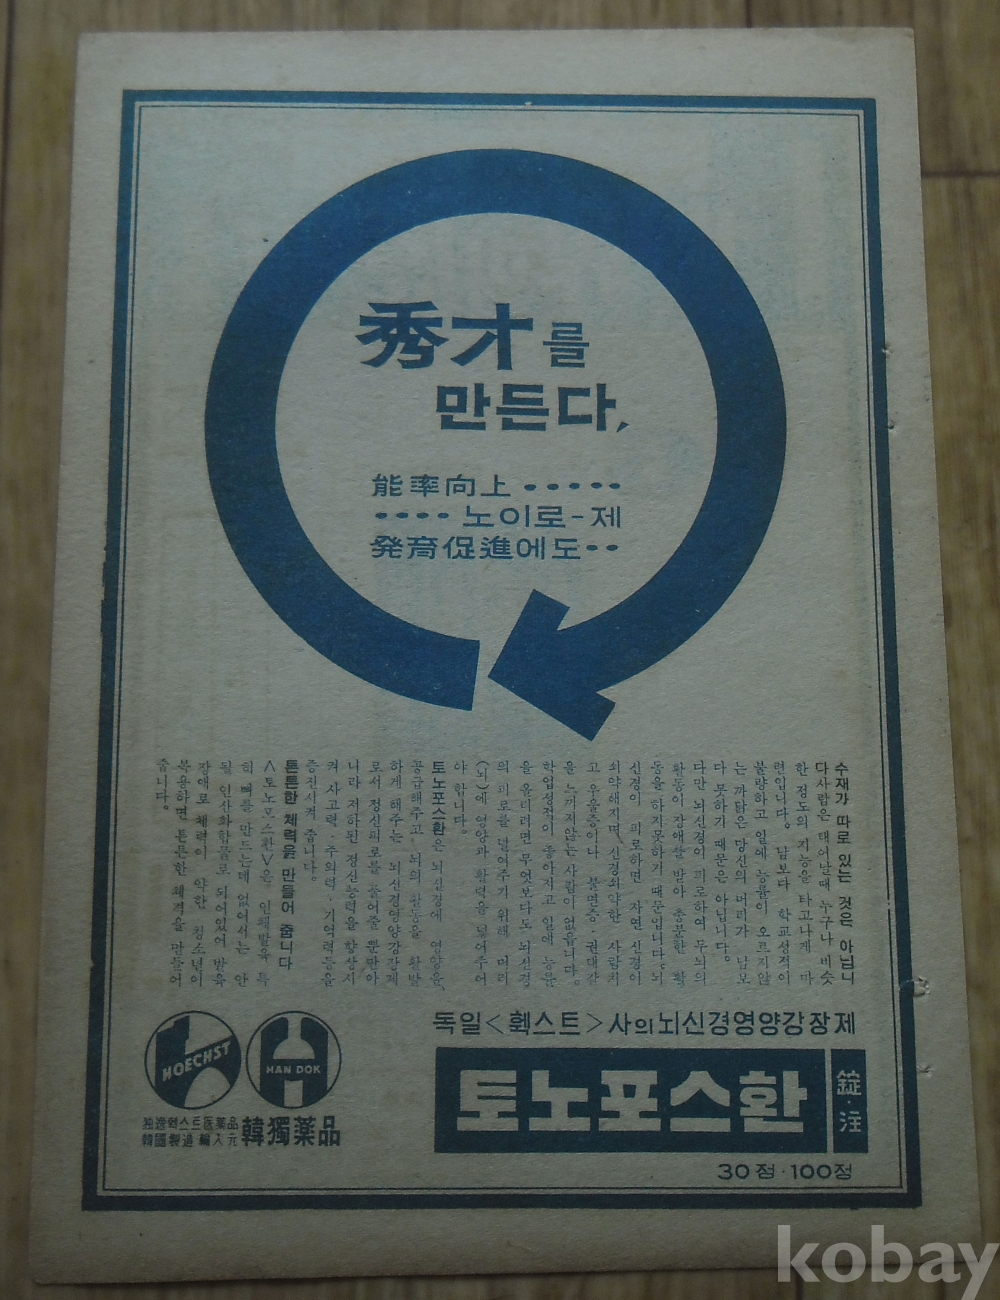 秀才를
만든다,
能率向上·····
····노이로-제
発育促進에도··
수재가 따로 있는 것은 아닙니
다사람은 태어날때 누구나 비슷
한 정도의 지능을 타고나게 마
련입니다. 남보다 학교성적이
불량하고 일에 능률이 오르지않
는 까닭은 당신의 머리가 남보
다 못하기 때문은 아닙니다.
다만 뇌신경이 피로하여 두뇌의
활동이 장애를 받아 충분한 활
동을 하지못하기 때문입니다. 뇌
신경이 피로하면 자연 신경이
쇠약해지며, 신경쇠약한 사람치
고 우울증이나 불면증·권태감
을 느끼지않는 사람이 없읍니다.
학업성적이 좋아지고 일에 능률
을 올리려면 무엇보다도 뇌신경
의 피로를 덜어주기 위해 머리
(뇌)에 영양과 활력을 넣어주어
야 합니다.
토노포스환은 뇌신경에 영양을
공급해주고, 뇌의 활동을 활발
하게 해주는 뇌신경영양강장제
로서 정신피로를 풀어줄 뿐만아
니라 저하된 정신능력을 향상시
켜 사고력·주의력·기억력등을
증진시켜 줍니다.
튼튼한 체력을 만들어 줍니다
<토노포스환>은 인체발육 특
히 뼈를 만드는데 없어서는 안
될 인산화합물로 되어있어 발육
장애로 체력이 약한 청소년이
복용하면 튼튼한 체격을 만들어
줍니다.
독일<훽스트>사의뇌신경영양강장제
토노포스환
錠·注
30정·100정
HOECHST
HAN DOK
独逸훽스트医薬品
韓國製造輸入元
韓獨薬品
kobay